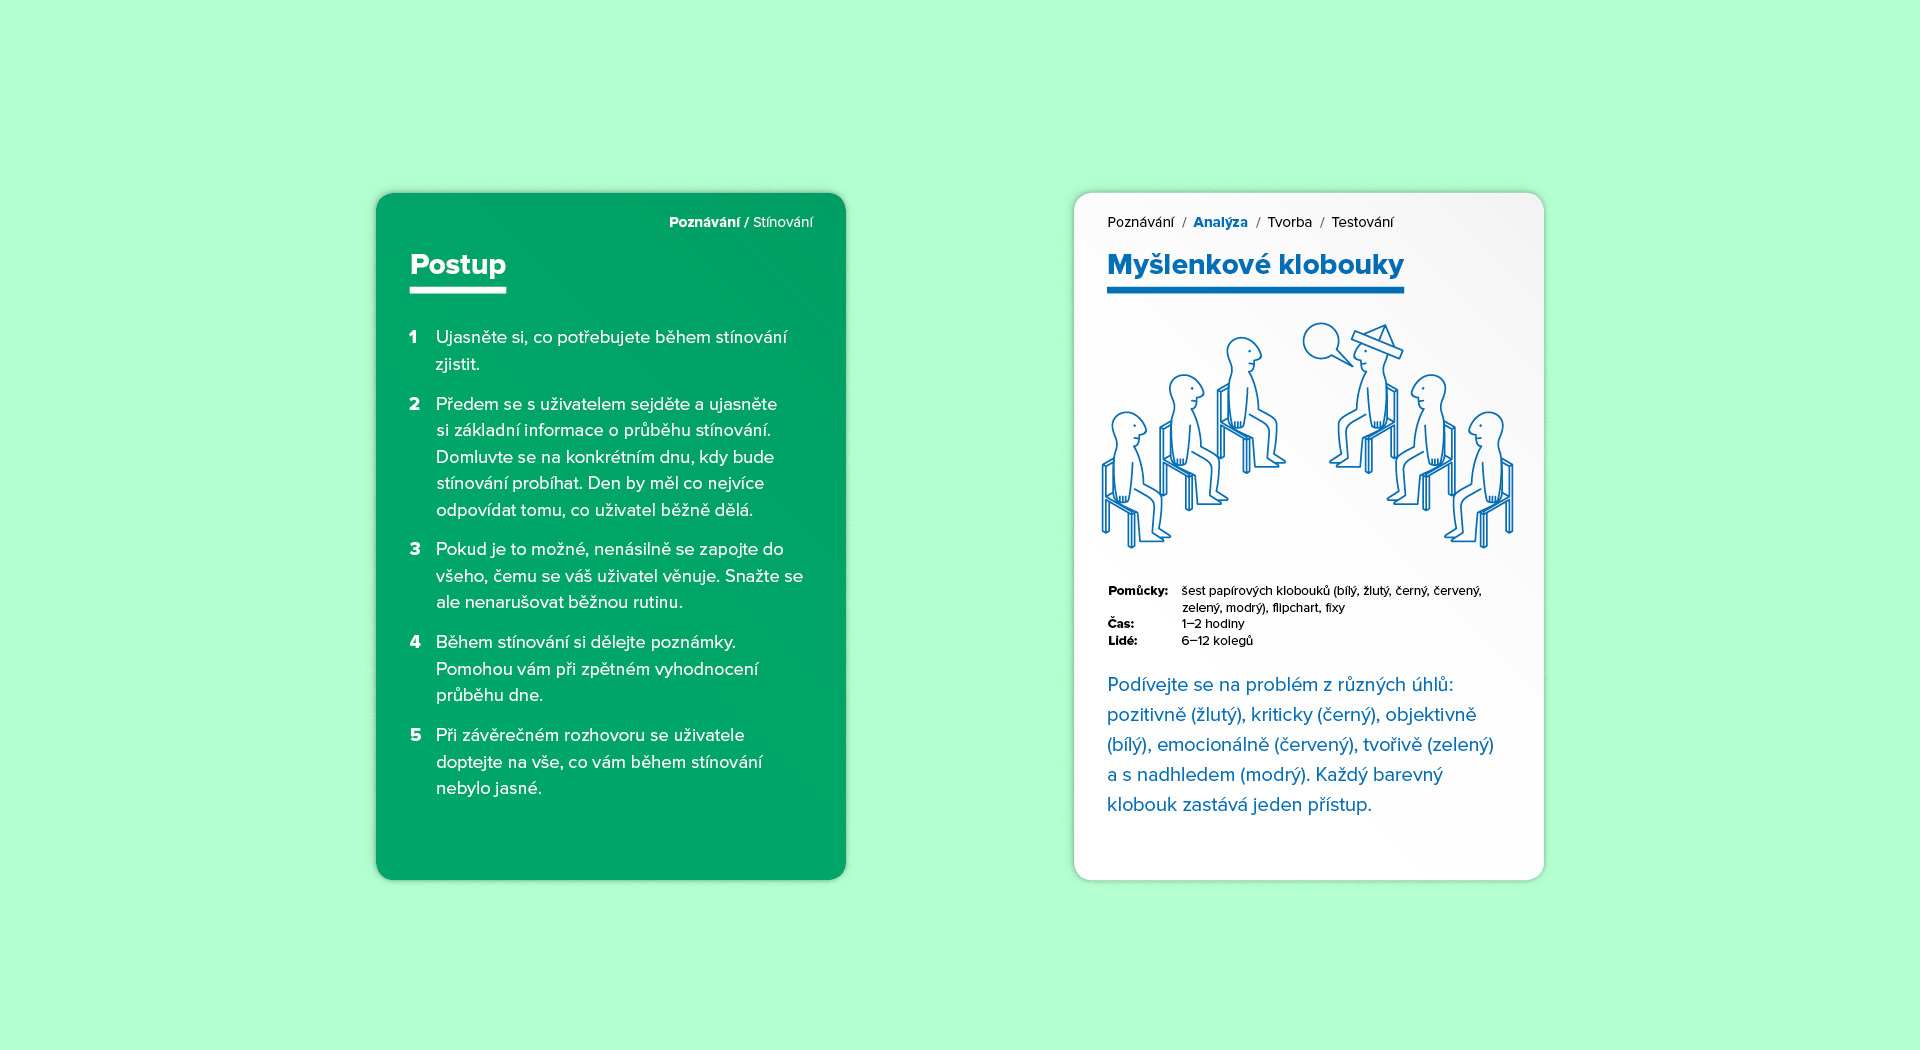 Poznávání / Stínování
Postup
1 Ujasněte si, co potřebujete během stínování
zjistit.
2 Předem se s uživatelem sejděte a ujasněte
si základní informace o průběhu stínování.
Domluvte se na konkrétním dnu, kdy bude
stínování probíhat. Den by měl co nejvíce
odpovídat tomu, co uživatel běžně dělá.
3 Pokud je to možné, nenásilně se zapojte do
všeho, čemu se váš uživatel věnuje. Snažte se
ale nenarušovat běžnou rutinu.
4 Během stínování si dělejte poznámky.
Pomohou vám při zpětném vyhodnocení
průběhu dne.
5 Při závěrečném rozhovoru se uživatele
doptejte na vše, co vám během stínování
nebylo jasné.
Poznávání / Analýza / Tvorba / Testování
Myšlenkové klobouky
Pomůcky: šest papírových klobouků (bílý, žlutý, černý, červený,
zelený, modrý), flipchart, fixy
Čas: 1–2 hodiny
Lidé: 6–12 kolegů
Podívejte se na problém z různých úhlů:
pozitivně (žlutý), kriticky (černý), objektivně
(bílý), emocionálně (červený), tvořivě (zelený)
a s nadhledem (modrý). Každý barevný
klobouk zastává jeden přístup.